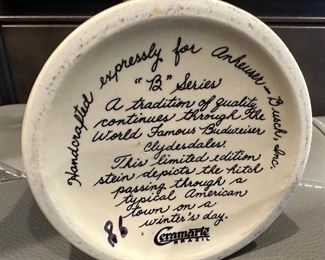 Handcrafted expressly for Anheuser-Busch, Inc.
"B" Series
A tradition of quality
continues through the
World Famous Budweiser
Clydesdales.
This limited edition
stein depicts the hitch
passing through a
typical American
town on a
winter's day.
86
Ceramarte
BRAZIL